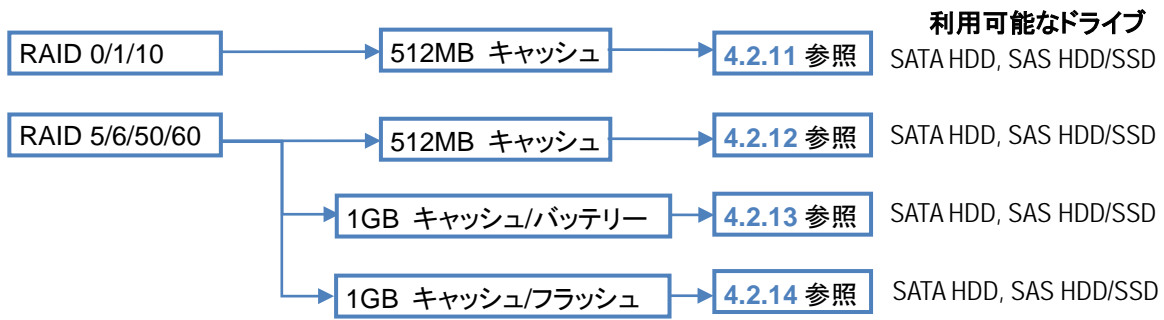 利用可能なドライブ
RAID 0/1/10 512MB キャッシュ 4.2.11 参照 SATA HDD, SAS HDD/SSD
RAID 5/6/50/60 512MB キャッシュ 4.2.12 参照 SATA HDD, SAS HDD/SSD
1GB キャッシュ/バッテリー 4.2.13 参照 SATA HDD, SAS HDD/SSD
1GB キャッシュ/フラッシュ 4.2.14 参照 SATA HDD, SAS HDD/SSD